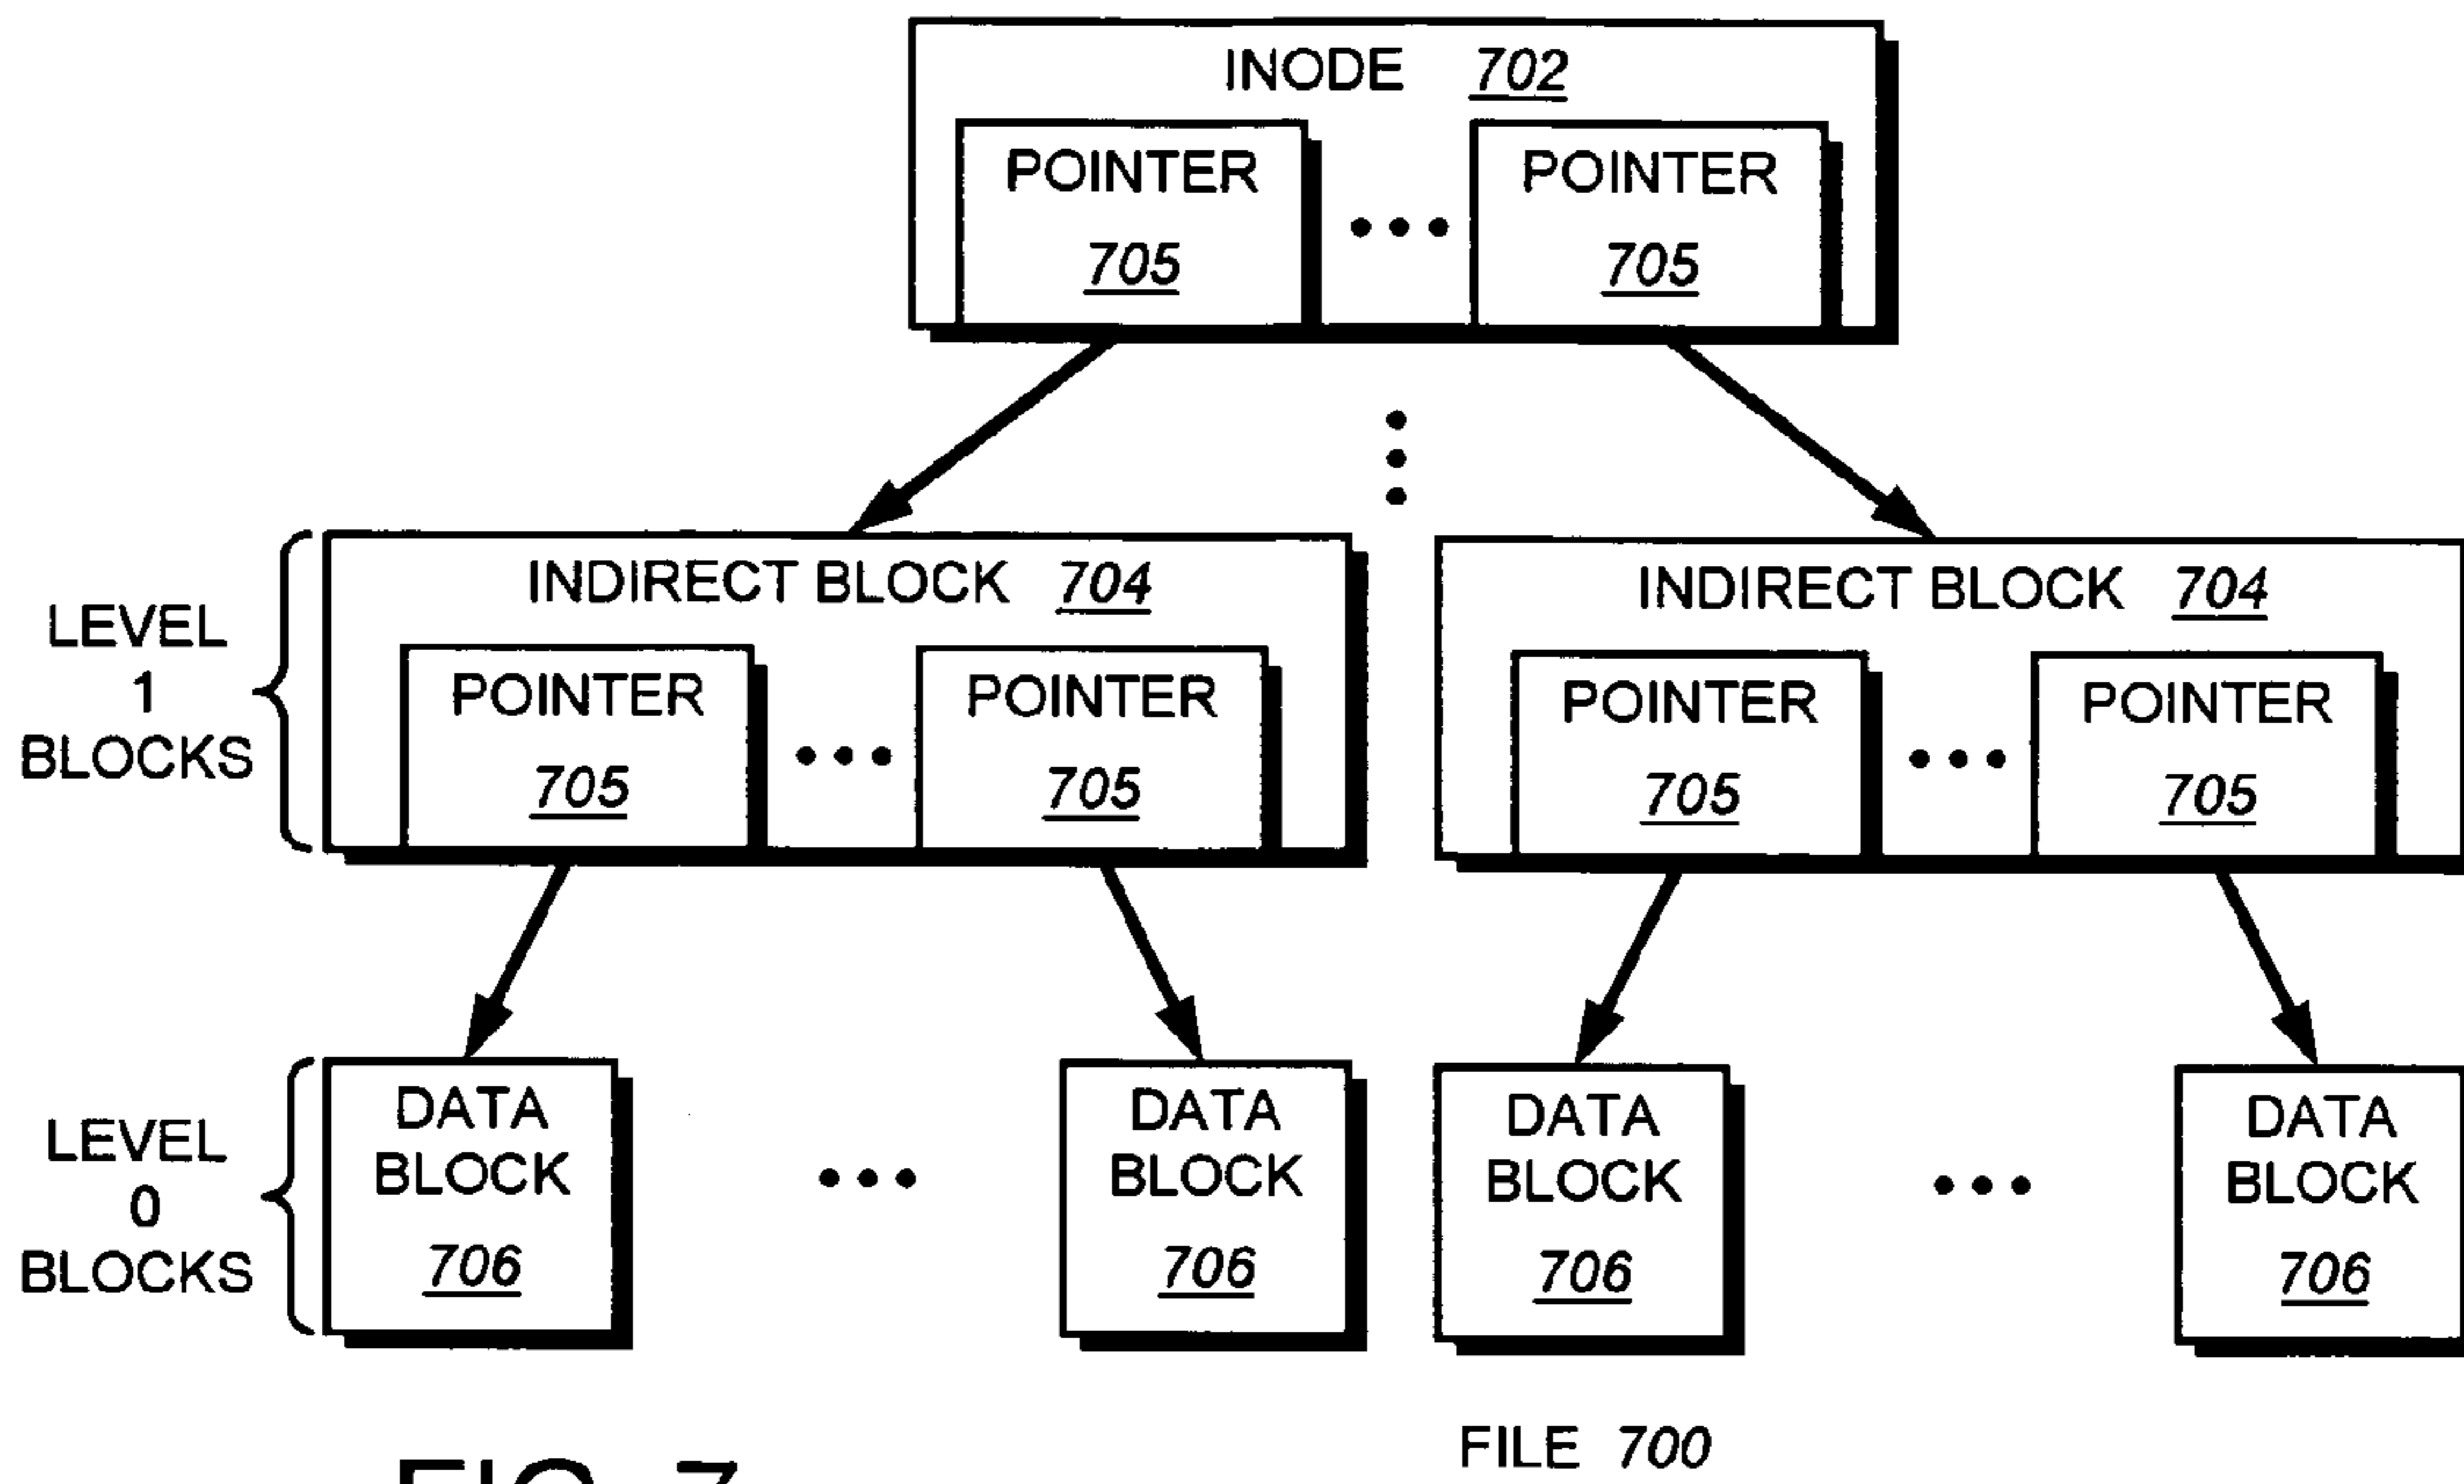 INODE 702
POINTER POINTER
705 705
INDIRECT BLOCK 704
INDIRECT BLOCK 704
LEVEL
1
BLOCKS
POINTER POINTER
705 705
POINTER POINTER
705 705
LEVEL
0
BLOCKS
DATA
BLOCK
706
DATA
BLOCK
706
DATA
BLOCK
706
DATA
BLOCK
706
FILE 700
FIG. 7